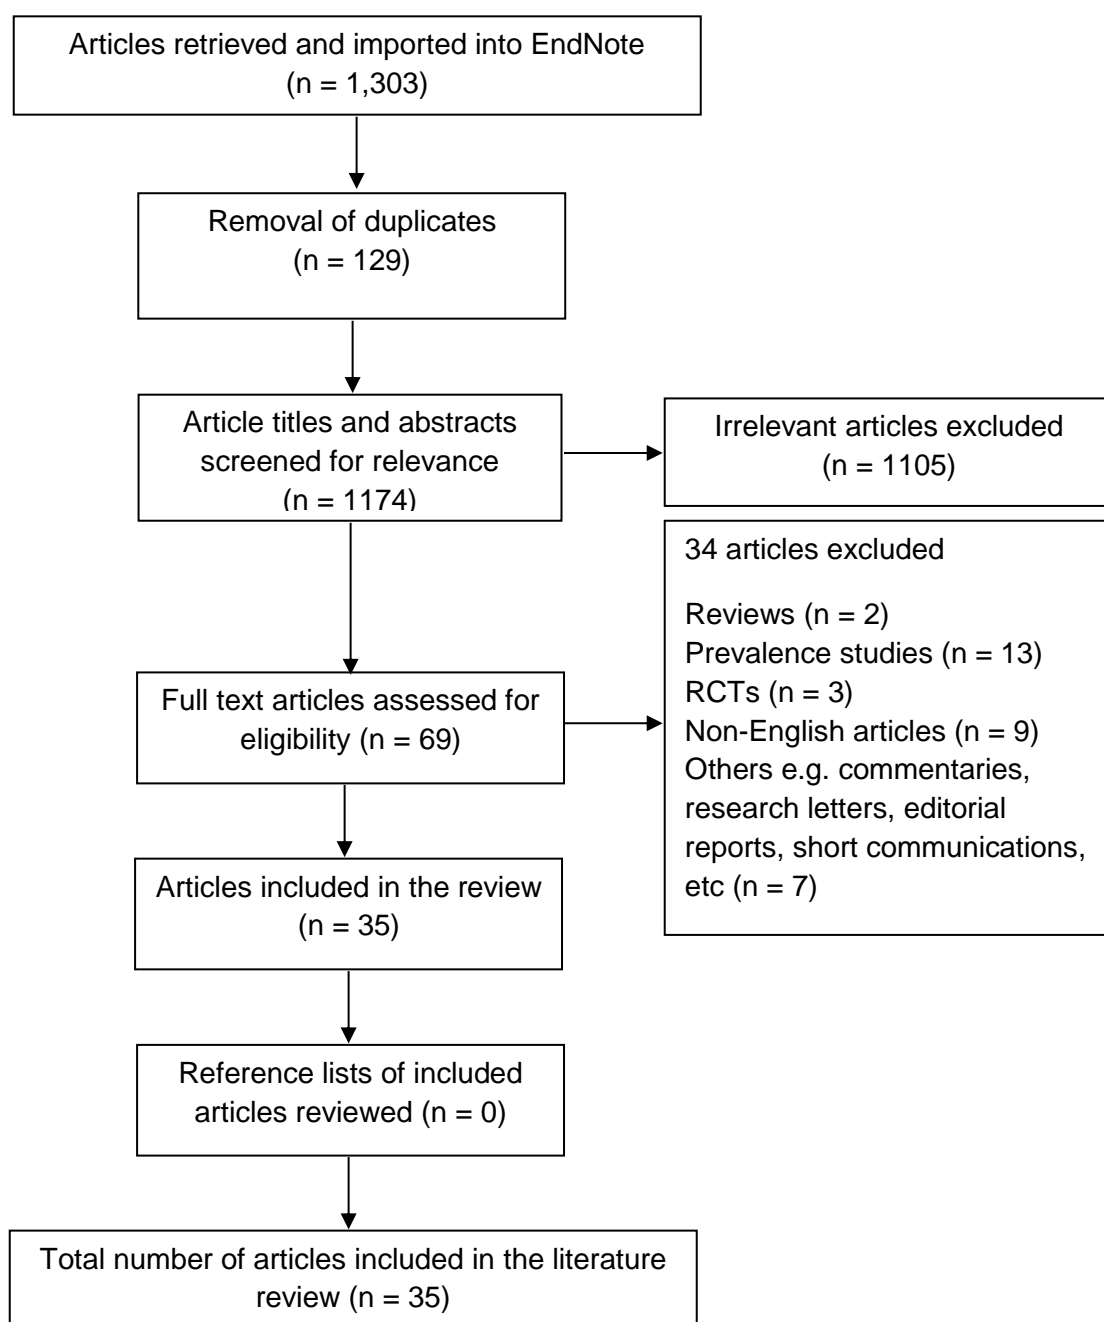 Articles retrieved and imported into EndNote
(n = 1,303)
Removal of duplicates
(n = 129)
Article titles and abstracts
screened for relevance
(n = 1174)
Irrelevant articles excluded
(n = 1105)
34 articles excluded
Reviews (n = 2)
Prevalence studies (n = 13)
RCTs (n = 3)
Non-English articles (n = 9)
Others e.g. commentaries,
research letters, editorial
reports, short communications,
etc (n = 7)
Full text articles assessed for
eligibility (n = 69)
Articles included in the review
(n = 35)
Reference lists of included
articles reviewed (n = 0)
Total number of articles included in the literature
review (n = 35)